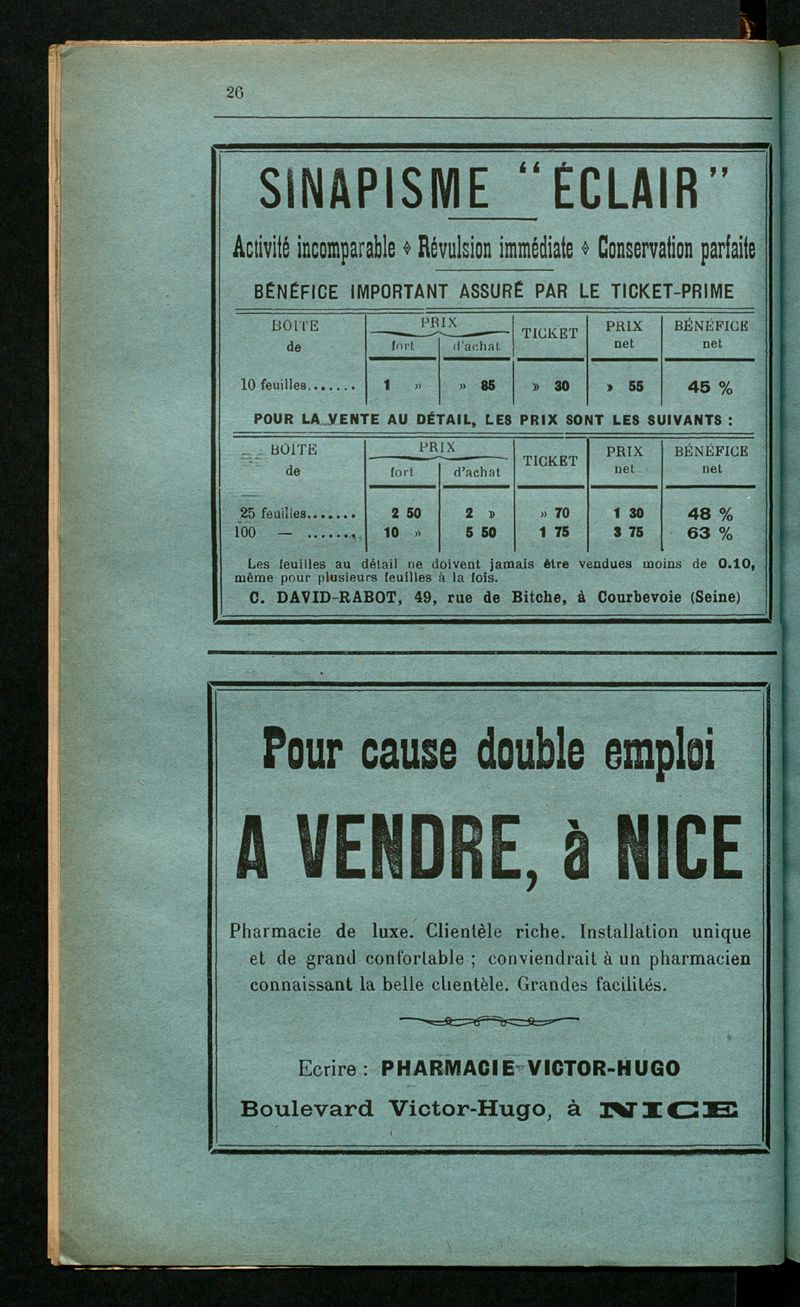 26
SINAPISME “ÉCLAIR”
Activité incomparable ⟡ Révulsion immédiate ⟡ Conservation parfaite
BÉNÉFICE IMPORTANT ASSURÉ PAR LE TICKET-PRIME
BOITE de | PRIX fort | PRIX d'achat | TICKET | PRIX net | BÉNÉFICE net
10 feuilles....... | 1 » | » 85 | » 30 | » 55 | 45 %
POUR LA VENTE AU DÉTAIL, LES PRIX SONT LES SUIVANTS :
BOITE de | PRIX fort | PRIX d'achat | TICKET | PRIX net | BÉNÉFICE net
25 feuilles....... | 2 50 | 2 » | » 70 | 1 30 | 48 %
100 — ....... | 10 » | 5 50 | 1 75 | 3 75 | 63 %
Les feuilles au détail ne doivent jamais être vendues moins de 0.10,
même pour plusieurs feuilles à la fois.
C. DAVID-RABOT, 49, rue de Bitche, à Courbevoie (Seine)
Pour cause double emploi
A VENDRE, à NICE
Pharmacie de luxe. Clientèle riche. Installation unique
et de grand confortable ; conviendrait à un pharmacien
connaissant la belle clientèle. Grandes facilités.
Ecrire : PHARMACIE VICTOR-HUGO
Boulevard Victor-Hugo, à NICE